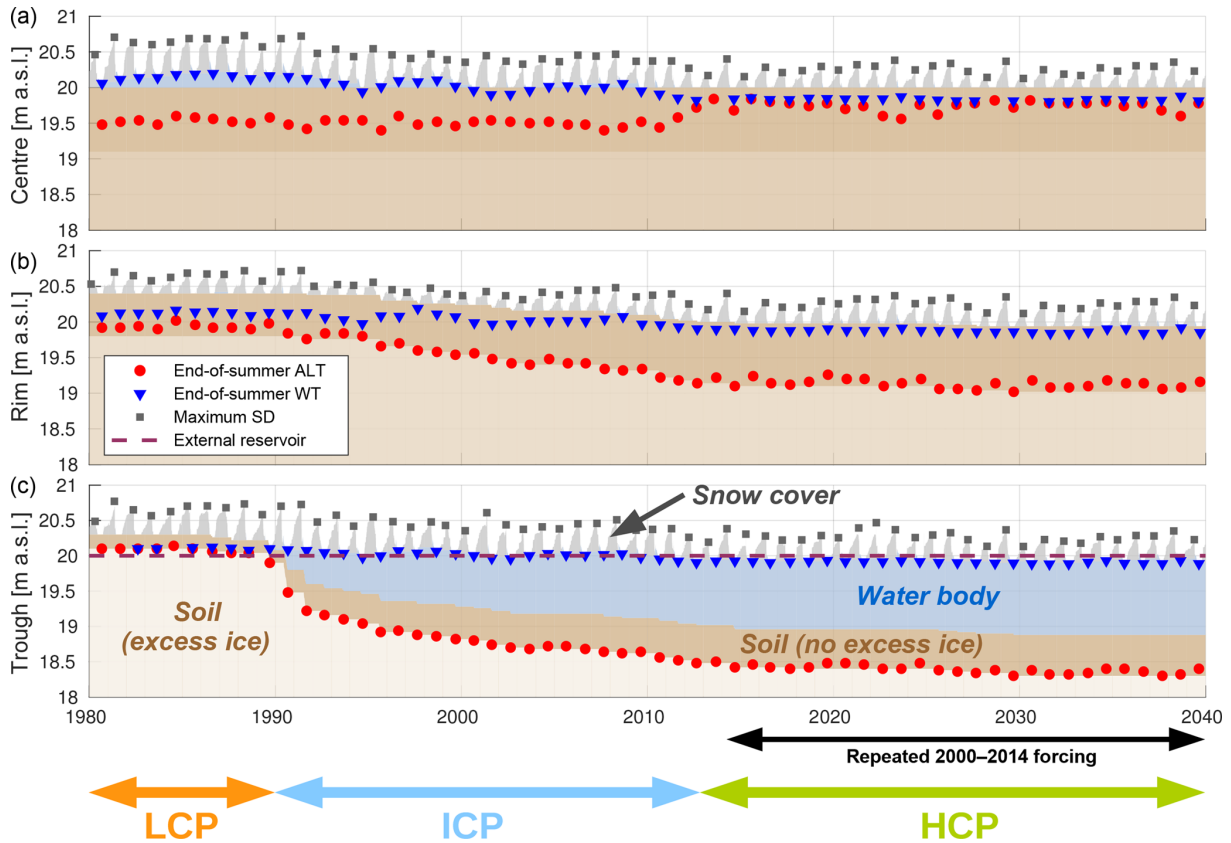 (a)
21
20.5
20
19.5
19
18.5
18
Centre [m a.s.l.]
(b)
21
20.5
20
19.5
19
18.5
18
Rim [m a.s.l.]
End-of-summer ALT
End-of-summer WT
Maximum SD
External reservoir
(c)
21
20.5
20
19.5
19
18.5
18
Trough [m a.s.l.]
Snow cover
Water body
Soil
(excess ice)
Soil (no excess ice)
1980 1990 2000 2010 2020 2030 2040
Repeated 2000–2014 forcing
LCP ICP HCP